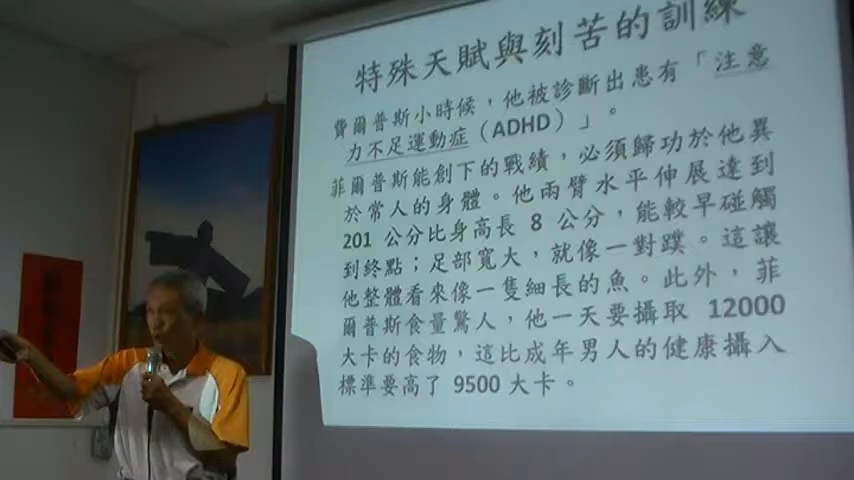 特殊天賦與刻苦的訓練
費爾普斯小時候，他被診斷出患有「注意
力不足運動症（ADHD）」。
菲爾普斯能創下的戰績，必須歸功於他異
於常人的身體。他兩臂水平伸展達到
201 公分比身高長 8 公分，能較早碰觸
到終點；足部寬大，就像一對蹼。這讓
他整體看來像一隻細長的魚。此外，菲
爾普斯食量驚人，他一天要攝取 12000
大卡的食物，這比成年男人的健康攝入
標準要高了 9500 大卡。